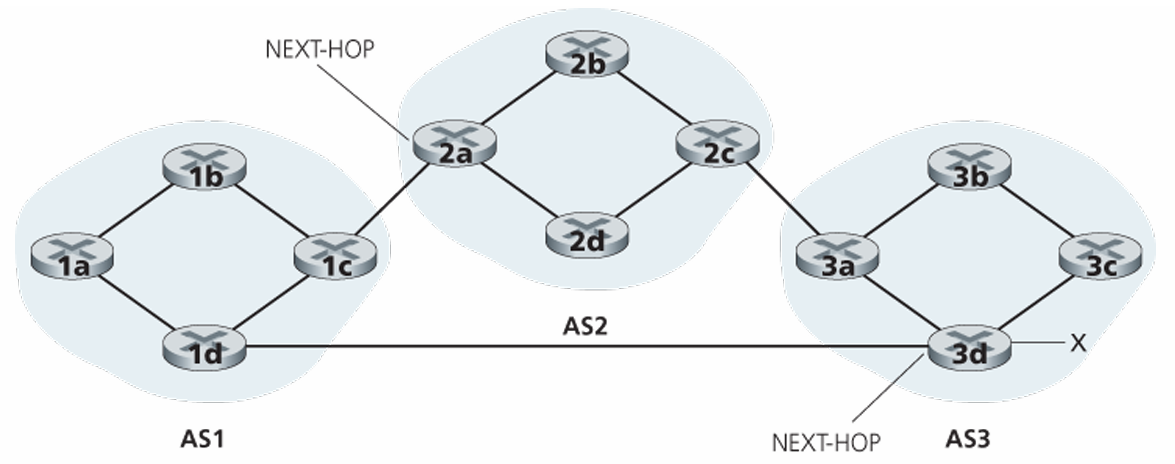 NEXT-HOP
2b
2a
2c
2d
1b
1a
1c
1d
3b
3a
3c
3d
X
AS2
AS1
NEXT-HOP
AS3